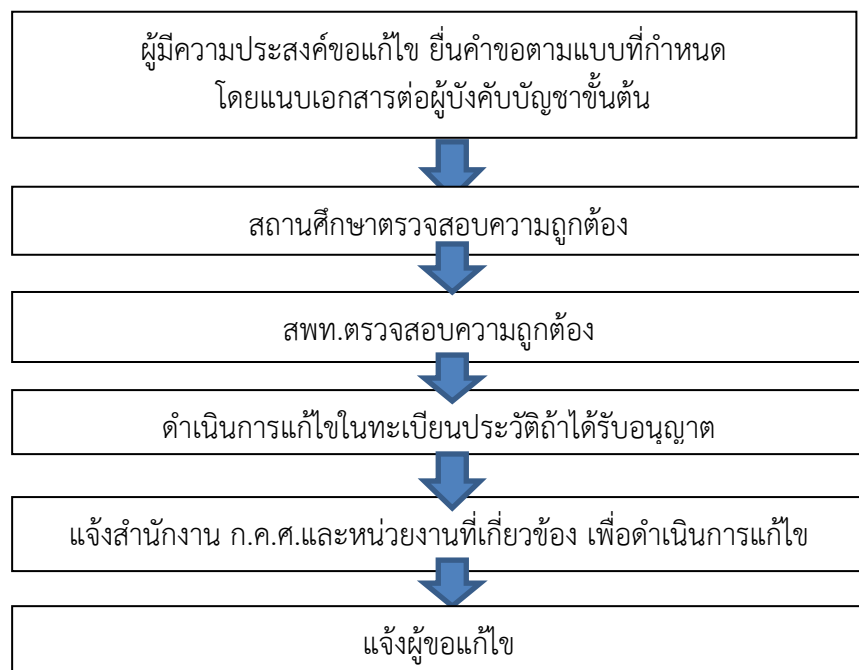 ผู้มีความประสงค์ขอแก้ไข ยื่นคำขอตามแบบที่กำหนด
โดยแนบเอกสารต่อผู้บังคับบัญชาขั้นต้น
สถานศึกษาตรวจสอบความถูกต้อง
สพท.ตรวจสอบความถูกต้อง
ดำเนินการแก้ไขในทะเบียนประวัติถ้าได้รับอนุญาต
แจ้งสำนักงาน ก.ค.ศ.และหน่วยงานที่เกี่ยวข้อง เพื่อดำเนินการแก้ไข
แจ้งผู้ขอแก้ไข